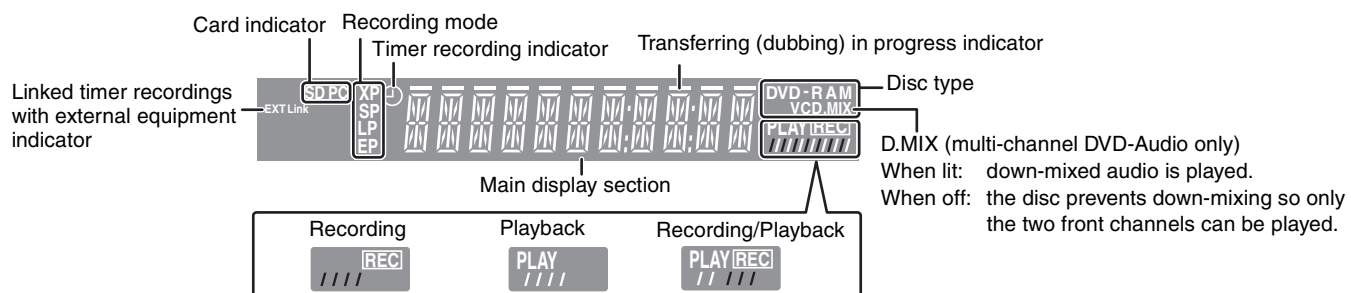 Card indicator
Recording mode
Timer recording indicator
Transferring (dubbing) in progress indicator
Linked timer recordings
with external equipment
indicator
EXT Link
SD PC
XP
SP
LP
EP
DVD-RAM
VCD.MIX
PLAY REC
Disc type
D.MIX (multi-channel DVD-Audio only)
When lit: down-mixed audio is played.
When off: the disc prevents down-mixing so only
the two front channels can be played.
Main display section
Recording
REC
Playback
PLAY
Recording/Playback
PLAY REC